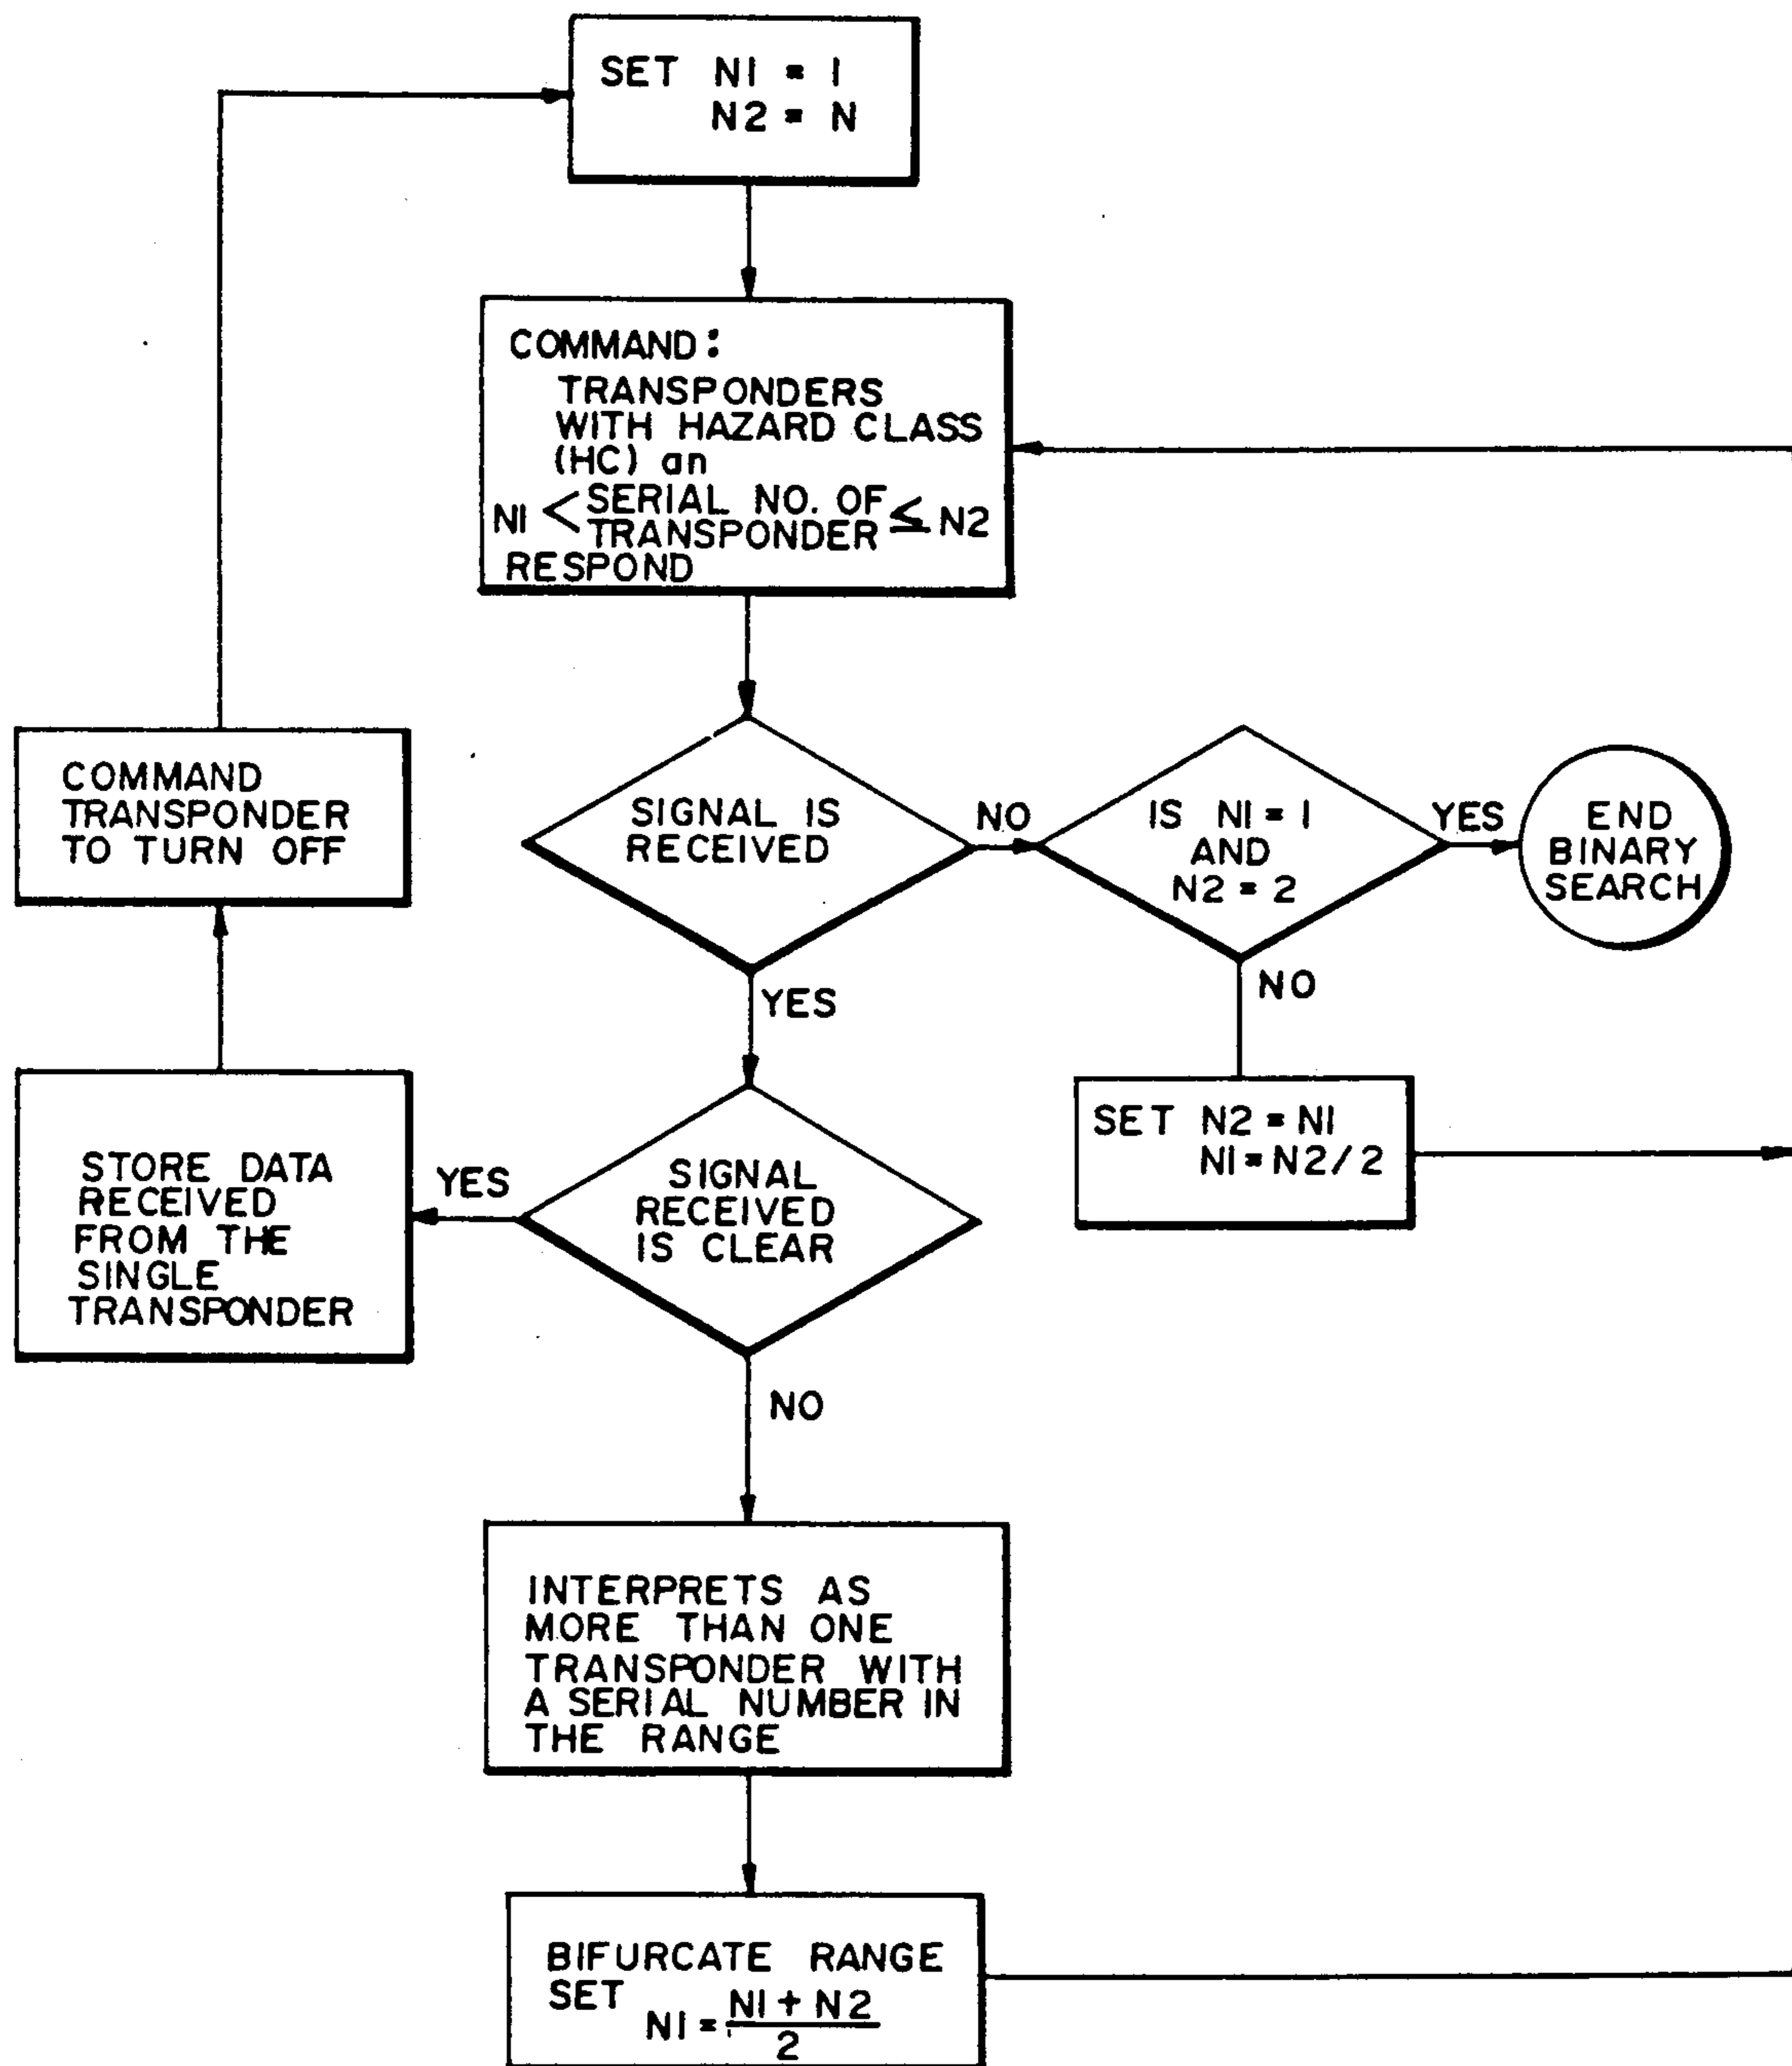 SET N1 = 1
N2 = N
COMMAND:
TRANSPONDERS
WITH HAZARD CLASS
(HC) an
N1 < SERIAL NO. OF
TRANSPONDER ≤ N2
RESPOND
COMMAND
TRANSPONDER
TO TURN OFF
SIGNAL IS
RECEIVED
NO
IS N1 = 1
AND
N2 = 2
YES
END
BINARY
SEARCH
YES
NO
SET N2 = N1
N1 = N2/2
STORE DATA
RECEIVED
FROM THE
SINGLE
TRANSPONDER
YES
SIGNAL
RECEIVED
IS CLEAR
NO
INTERPRETS AS
MORE THAN ONE
TRANSPONDER WITH
A SERIAL NUMBER IN
THE RANGE
BIFURCATE RANGE
SET
N1 = N1 + N2
2